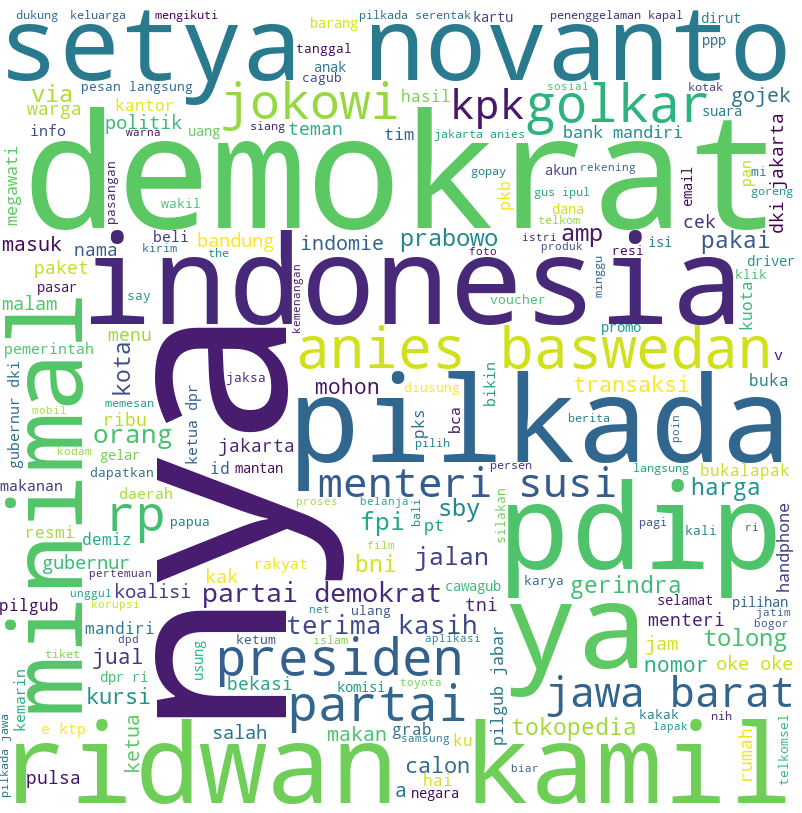 dukung keluarga mengikuti pilkada serentak kartu penenggelaman kapal dirut
setya novanto
barang tanggal anak cagub ppp
via pesan langsung jokowi hasil kpk golkar sosial kotak gojek
warga kantor politik uang teman tim suara
info warna siang jakarta anies bank mandiri
demokrat
megawati pasangan wakil gopay akun rekening gus ipul pkb dana telkom email dki jakarta pan mi goreng
masuk nama beli bandung indomie prabowo istri amp cek isi pakai
kirim the foto produk resi
indonesia
paket pasar say kemenangan voucher minggu klik driver kuota
malam menu promo v
minimal
pemerintah kota jaksa anies baswedan
gubernur dki mobil memesan mohon diusung bikin transaksi buka
nya
ribu ketua dpr pilkada berita poin
orang kodam gelar jakarta bca pks pilih
makanan dapatkan id mantan menteri susi persen langsung bukalapak
daerah proses belanja bali silakan harga
rp papua fpi sby pt pdip pagi kali ri handphone
resmi demiz film
gubernur pertemuan kak rakyat bni jalan gerindra
pilgub unggul korupsi koalisi partai demokrat cawagub karya selamat pilihan jatim
mandiri dpd net ulang terima kasih tni ya menteri bogor
tiket jual usung ketum islam aplikasi jam tolong
kemarin dpr ri presiden pilgub jabar nomor oke oke
kursi bekasi komisi toyota jawa barat
e ktp ketua partai kakak nih
salah makan grab samsung ku tokopedia lapak rumah telkomsel
ridwan kamil
pilkada jawa pulsa hai calon biar
a negara